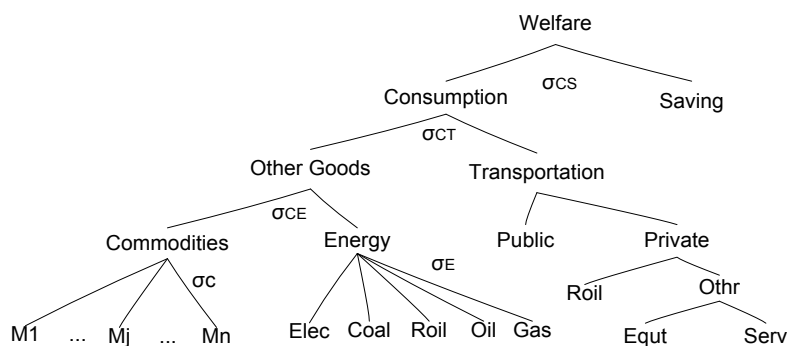 Welfare
σCS
Consumption Saving
σCT
Other Goods Transportation
σCE
Commodities Energy Public Private
σC σE
Roil Othr
M1 ... Mj ... Mn Elec Coal Roil Oil Gas Equt Serv